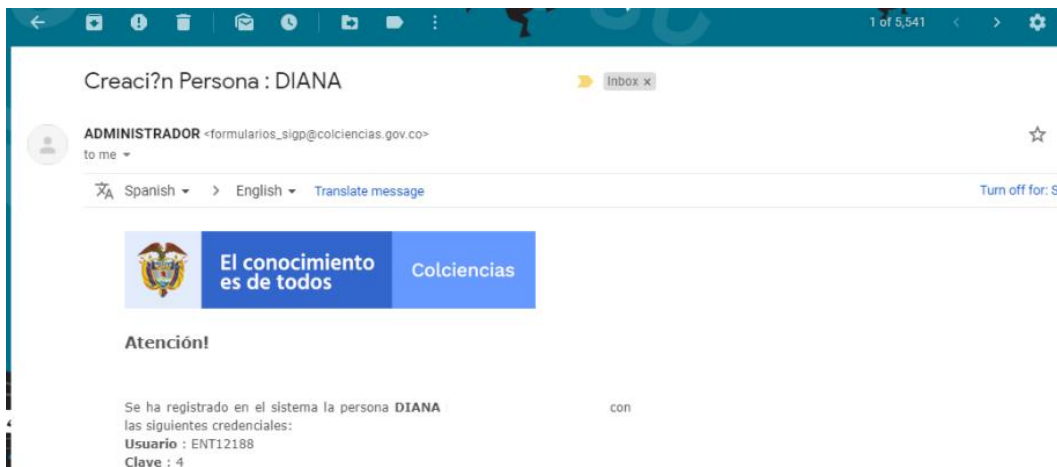 1 of 5,541
Creaci?n Persona : DIANA
Inbox x
ADMINISTRADOR <formularios_sigp@colciencias.gov.co>
to me
Spanish > English Translate message Turn off for: S
El conocimiento
es de todos
Colciencias
Atención!
Se ha registrado en el sistema la persona DIANA con
las siguientes credenciales:
Usuario : ENT12188
Clave : 4